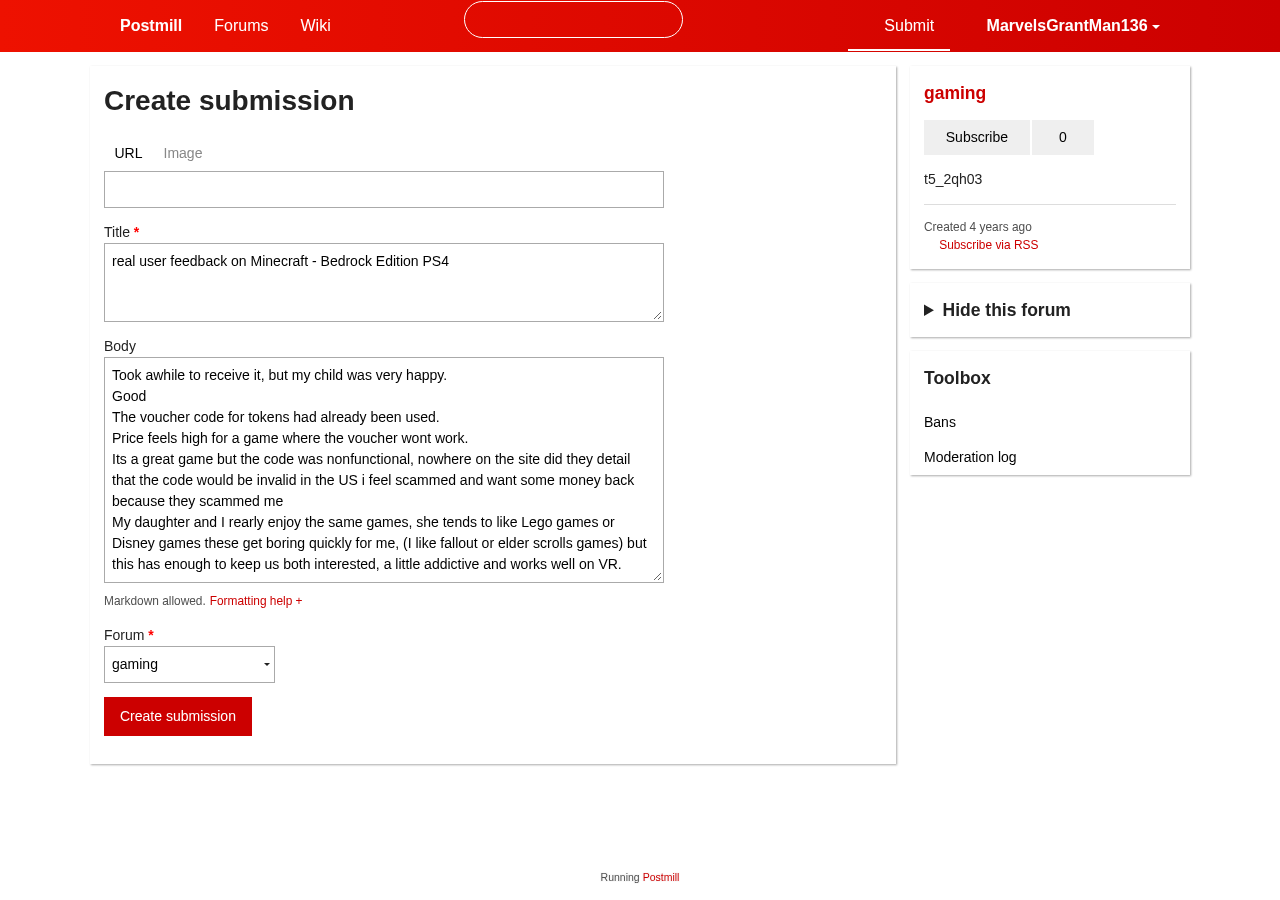 Postmill
Forums
Wiki
Submit
MarvelsGrantMan136
Create submission
URL
Image
Title *
real user feedback on Minecraft - Bedrock Edition PS4
Body
Took awhile to receive it, but my child was very happy.
Good
The voucher code for tokens had already been used.
Price feels high for a game where the voucher wont work.
Its a great game but the code was nonfunctional, nowhere on the site did they detail
that the code would be invalid in the US i feel scammed and want some money back
because they scammed me
My daughter and I rearly enjoy the same games, she tends to like Lego games or
Disney games these get boring quickly for me, (I like fallout or elder scrolls games) but
this has enough to keep us both interested, a little addictive and works well on VR.
Markdown allowed. Formatting help +
Forum *
gaming
Create submission
gaming
Subscribe 0
t5_2qh03
Created 4 years ago
Subscribe via RSS
Hide this forum
Toolbox
Bans
Moderation log
Running Postmill